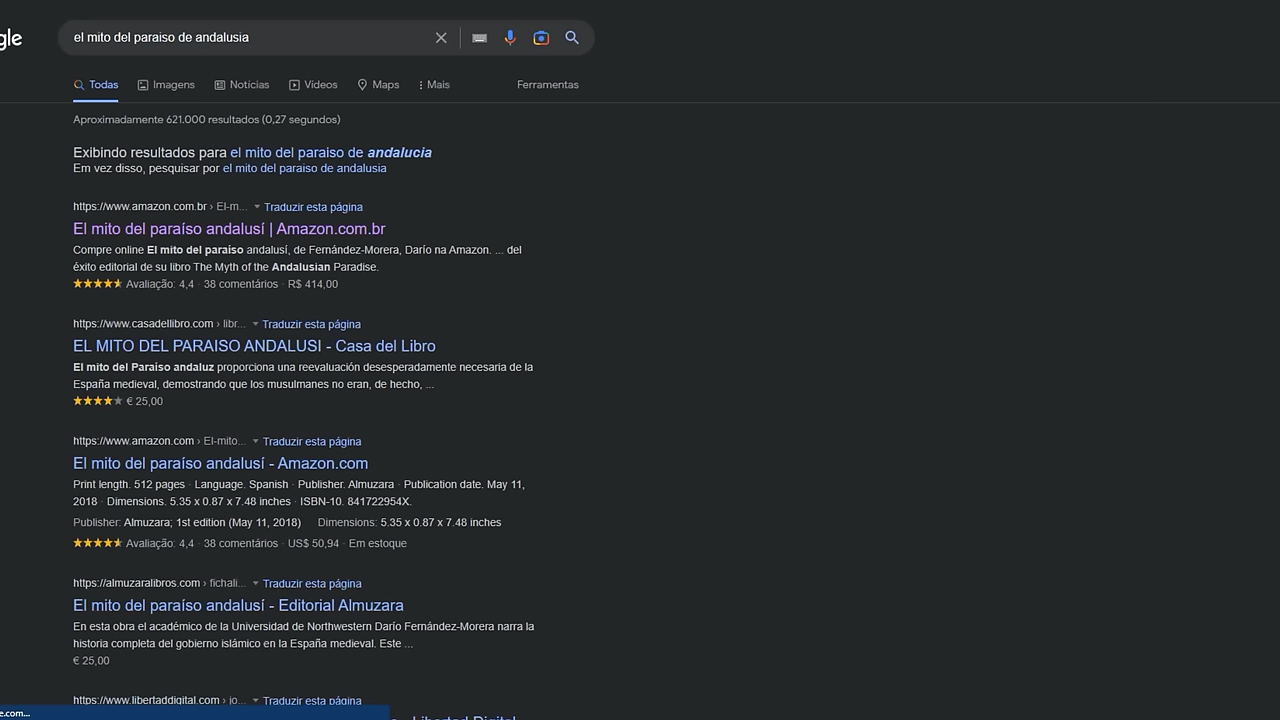 gle
el mito del paraiso de andalusia
Todas Imagens Notícias Vídeos Maps Mais Ferramentas
Aproximadamente 621.000 resultados (0,27 segundos)
Exibindo resultados para el mito del paraiso de andalucia
Em vez disso, pesquisar por el mito del paraiso de andalusia
https://www.amazon.com.br › El-m... Traduzir esta página
El mito del paraíso andalusí | Amazon.com.br
Compre online El mito del paraíso andalusí, de Fernández-Morera, Darío na Amazon. ... del
éxito editorial de su libro The Myth of the Andalusian Paradise.
Avaliação: 4,4 · 38 comentários · R$ 414,00
https://www.casadellibro.com › libr... Traduzir esta página
EL MITO DEL PARAISO ANDALUSI - Casa del Libro
El mito del Paraíso andaluz proporciona una reevaluación desesperadamente necesaria de la
España medieval, demostrando que los musulmanes no eran, de hecho, ...
€ 25,00
https://www.amazon.com › El-mito... Traduzir esta página
El mito del paraíso andalusí - Amazon.com
Print length. 512 pages · Language. Spanish · Publisher. Almuzara · Publication date. May 11,
2018 · Dimensions. 5.35 x 0.87 x 7.48 inches · ISBN-10. 841722954X.
Publisher: Almuzara; 1st edition (May 11, 2018) Dimensions: 5.35 x 0.87 x 7.48 inches
Avaliação: 4,4 · 38 comentários · US$ 50,94 · Em estoque
https://almuzaralibros.com › fichali... Traduzir esta página
El mito del paraíso andalusí - Editorial Almuzara
En esta obra el académico de la Universidad de Northwestern Darío Fernández-Morera narra la
historia completa del gobierno islámico en la España medieval. Este ...
€ 25,00
https://www.libertaddigital.com › jo... Traduzir esta página
e.com...
- Libertad Digital